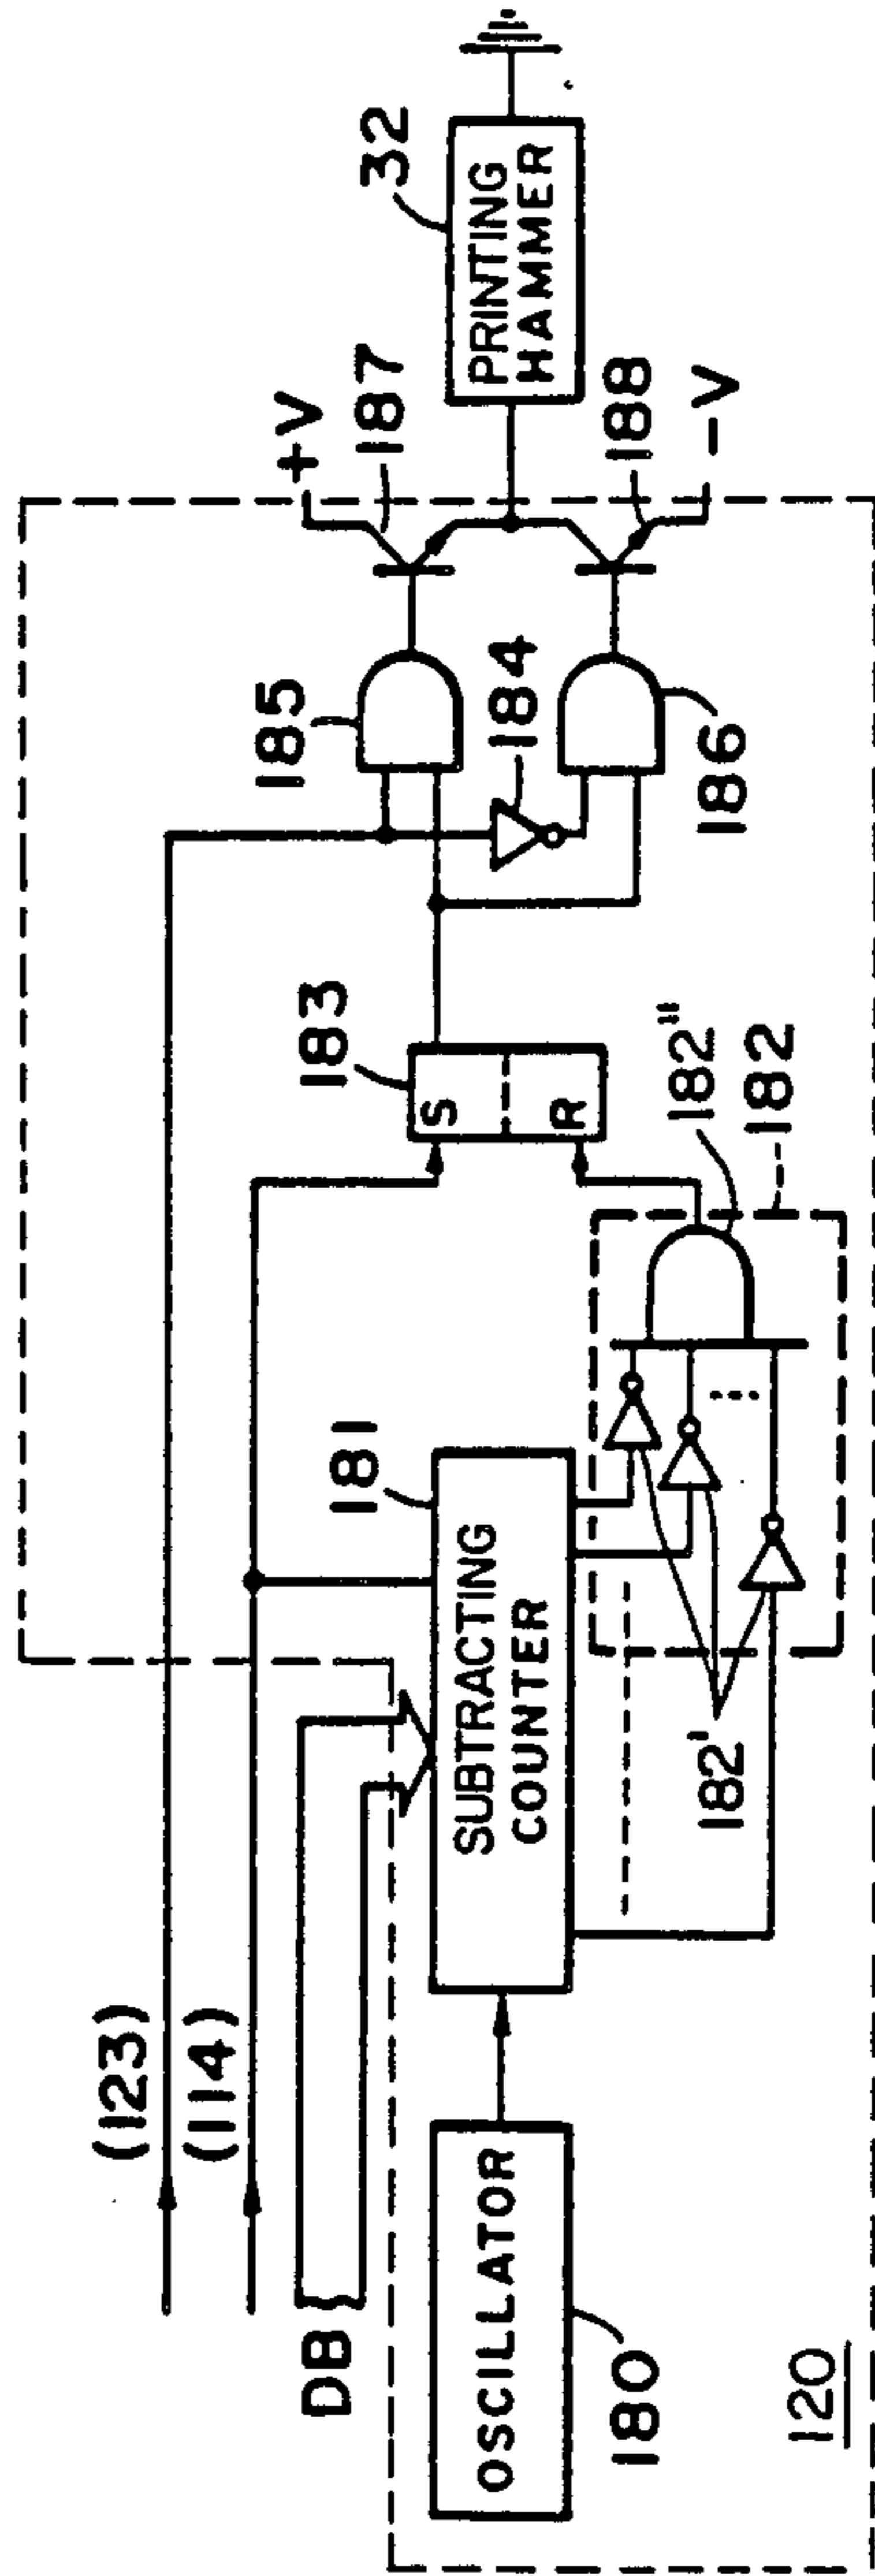 (123)
(114)
DB
OSCILLATOR
180
120
SUBTRACTING
COUNTER
181
182'
182"
182
183
S
R
184
185
186
+V
187
188
-V
PRINTING
HAMMER
32